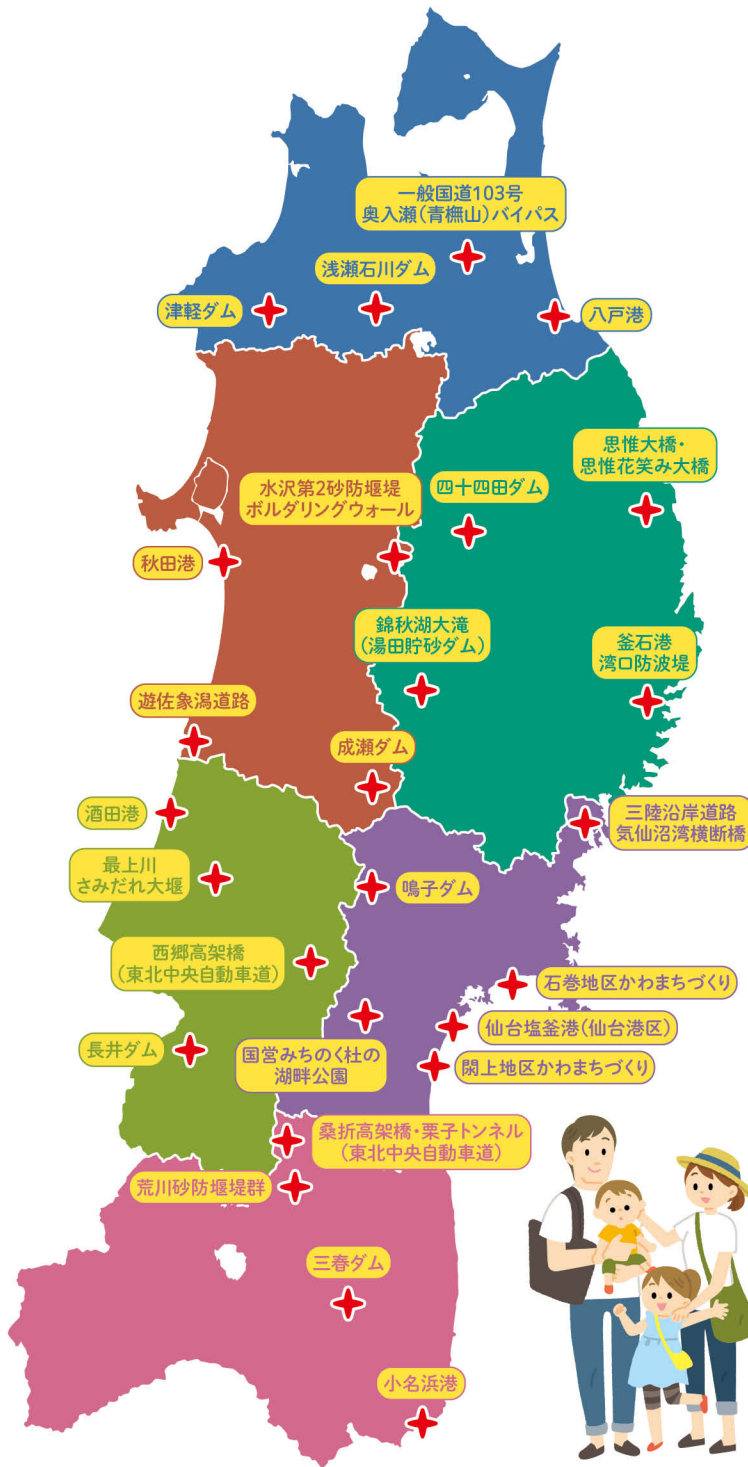 一般国道103号
奥入瀬(青橅山)バイパス
浅瀬石川ダム
津軽ダム
八戸港
思惟大橋・
思惟花笑み大橋
水沢第2砂防堰堤
ボルダリングウォール
四十四田ダム
秋田港
錦秋湖大滝
(湯田貯砂ダム)
釜石港
湾口防波堤
遊佐象潟道路
成瀬ダム
酒田港
三陸沿岸道路
気仙沼湾横断橋
最上川
さみだれ大堰
鳴子ダム
西郷高架橋
(東北中央自動車道)
石巻地区かわまちづくり
仙台塩釜港(仙台港区)
長井ダム
国営みちのく杜の
湖畔公園
閖上地区かわまちづくり
桑折高架橋・栗子トンネル
(東北中央自動車道)
荒川砂防堰堤群
三春ダム
小名浜港